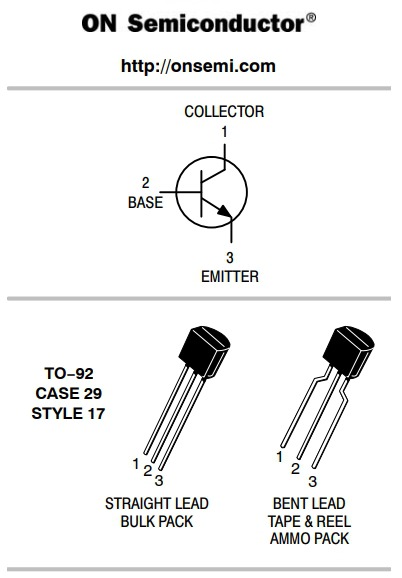 ON Semiconductor®
http://onsemi.com
COLLECTOR
1
2
BASE
3
EMITTER
TO−92
CASE 29
STYLE 17
1
2
3
STRAIGHT LEAD
BULK PACK
1
2
3
BENT LEAD
TAPE & REEL
AMMO PACK